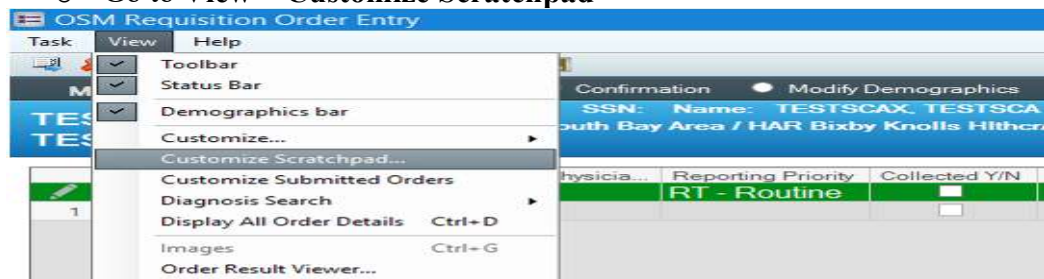 Go to View – Customize Scratchpad
OSM Requisition Order Entry
Task View Help
Toolbar
Status Bar
Confirmation Modify Demographics
Demographics bar
SSN: Name: TESTSCAX, TESTSCA
TES
TES
outh Bay Area / HAR Bixby Knolls Hlthcr
Customize...
Customize Scratchpad...
Customize Submitted Orders
hysicia... Reporting Priority Collected Y/N
Diagnosis Search
RT - Routine
1
Display All Order Details Ctrl+D
Images Ctrl+G
Order Result Viewer...